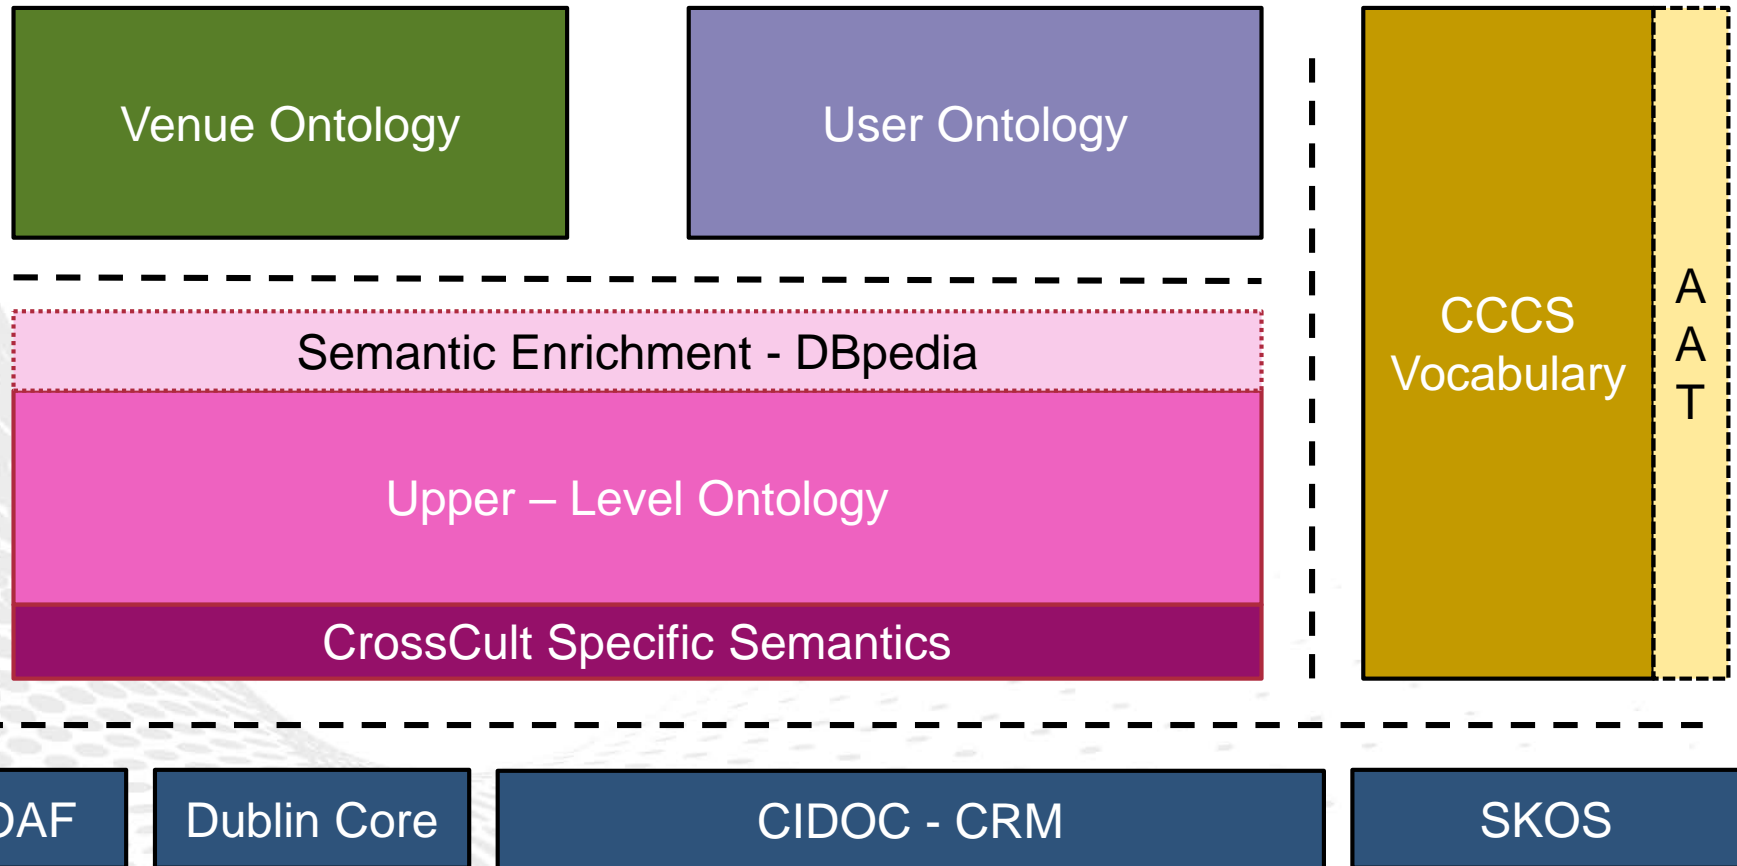 Venue Ontology
User Ontology
Semantic Enrichment - DBpedia
Upper – Level Ontology
CrossCult Specific Semantics
CCCS
Vocabulary
A
A
T
Dublin Core
CIDOC - CRM
SKOS